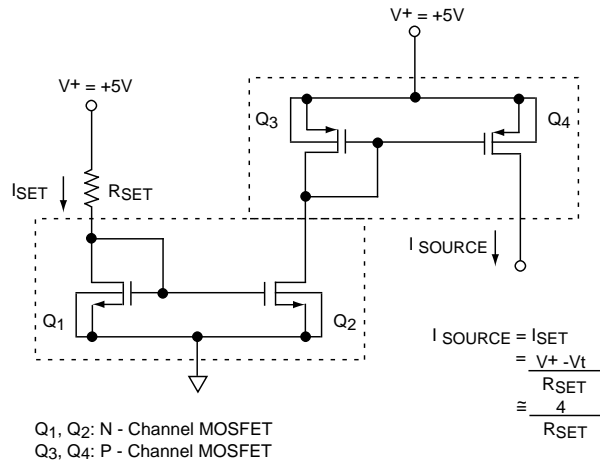 V+ = +5V
V+ = +5V
Q3
Q4
ISET
RSET
I SOURCE
Q1
Q2
I SOURCE = ISET
= V+ -Vt
RSET
≅ 4
RSET
Q1, Q2: N - Channel MOSFET
Q3, Q4: P - Channel MOSFET